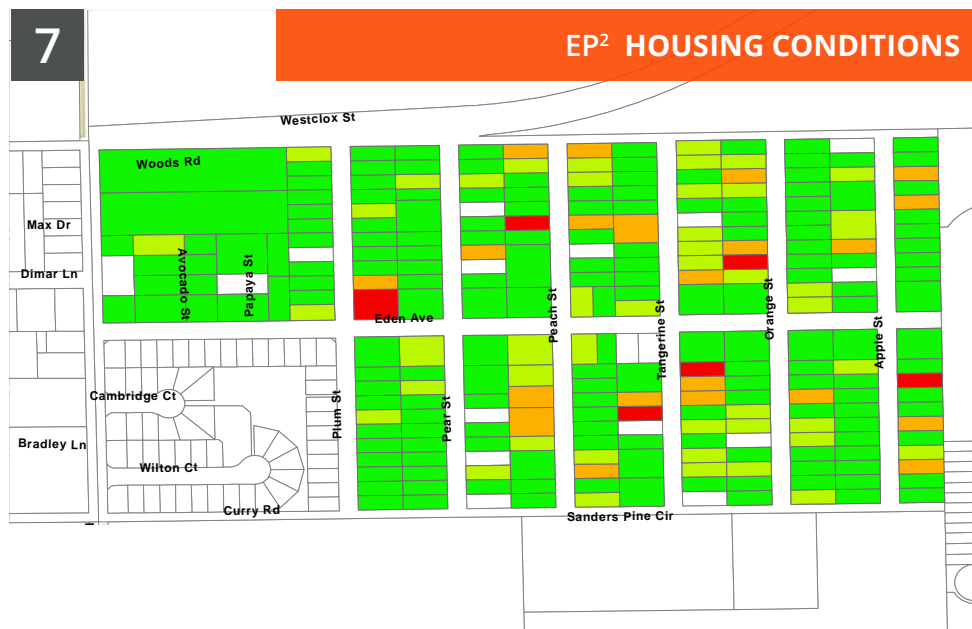 7
EP² HOUSING CONDITIONS
Westclox St
Woods Rd
Max Dr
Dimar Ln
Avocado St
Papaya St
Eden Ave
Peach St
Tangerine St
Orange St
Apple St
Cambridge Ct
Plum St
Pear St
Bradley Ln
Wilton Ct
Curry Rd
Sanders Pine Cir